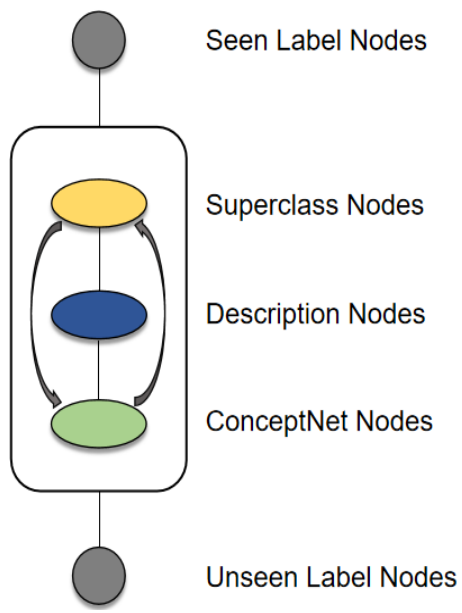 Seen Label Nodes
Superclass Nodes
Description Nodes
ConceptNet Nodes
Unseen Label Nodes